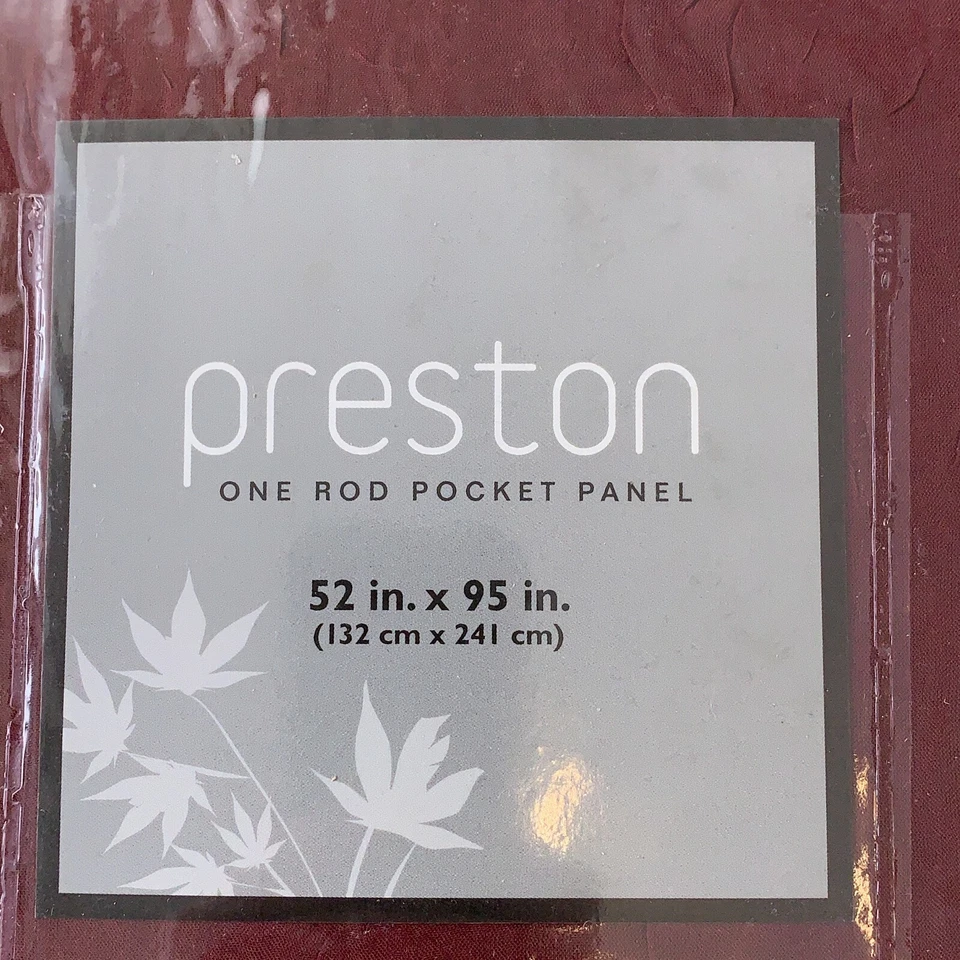 preston
ONE ROD POCKET PANEL
52 in. x 95 in.
(132 cm x 241 cm)